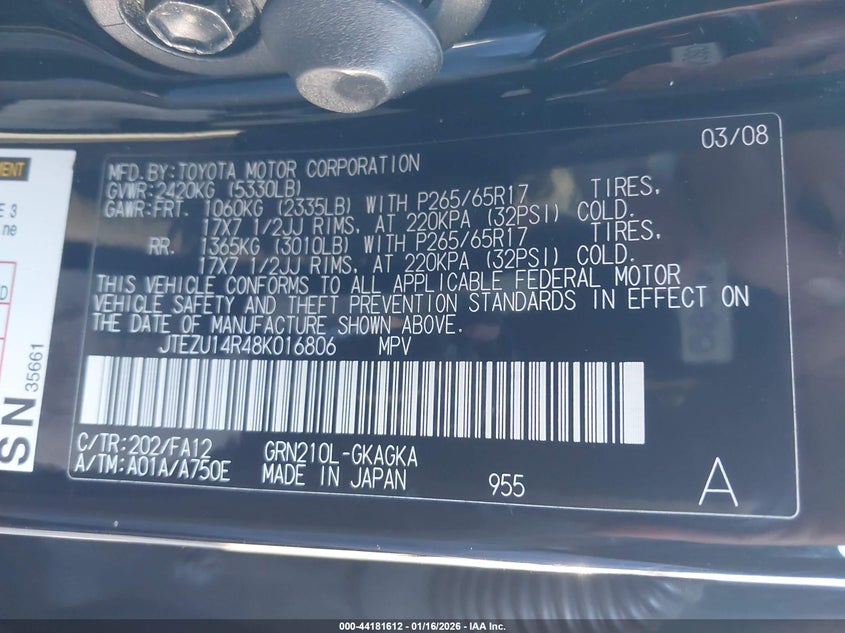 03/08
MFD.BY:TOYOTA MOTOR CORPORATION
GVWR:2420KG (5330LB)
GAWR:FRT. 1060KG (2335LB) WITH P265/65R17 TIRES,
17X7 1/2JJ RIMS, AT 220KPA (32PSI) COLD.
RR. 1365KG (3010LB) WITH P265/65R17 TIRES,
17X7 1/2JJ RIMS, AT 220KPA (32PSI) COLD.
THIS VEHICLE CONFORMS TO ALL APPLICABLE FEDERAL MOTOR
VEHICLE SAFETY AND THEFT PREVENTION STANDARDS IN EFFECT ON
THE DATE OF MANUFACTURE SHOWN ABOVE.
JTEZU14R48K016806 MPV
C/TR:202/FA12 GRN210L-GKAGKA
A/TM:A01A/A750E MADE IN JAPAN 955 A
E 3
ne
SN 35661
000-44181612 - 01/16/2026 - IAA Inc.